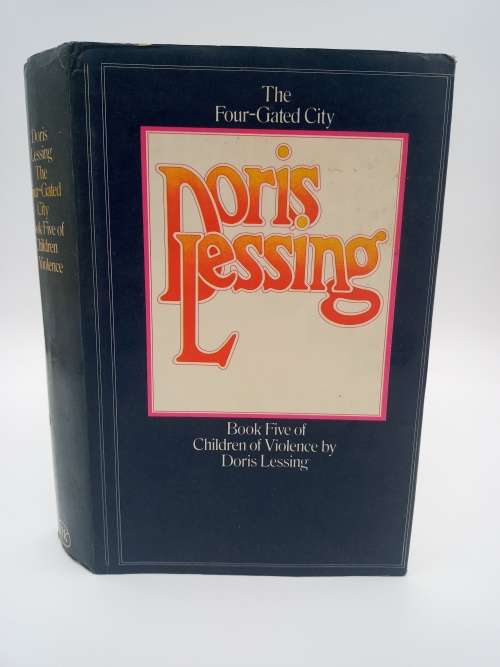 The
Four-Gated City
Doris
Lessing
Book Five of
Children of Violence by
Doris Lessing
Doris
Lessing
The
Four-Gated
City
Book Five of
Children
Violence